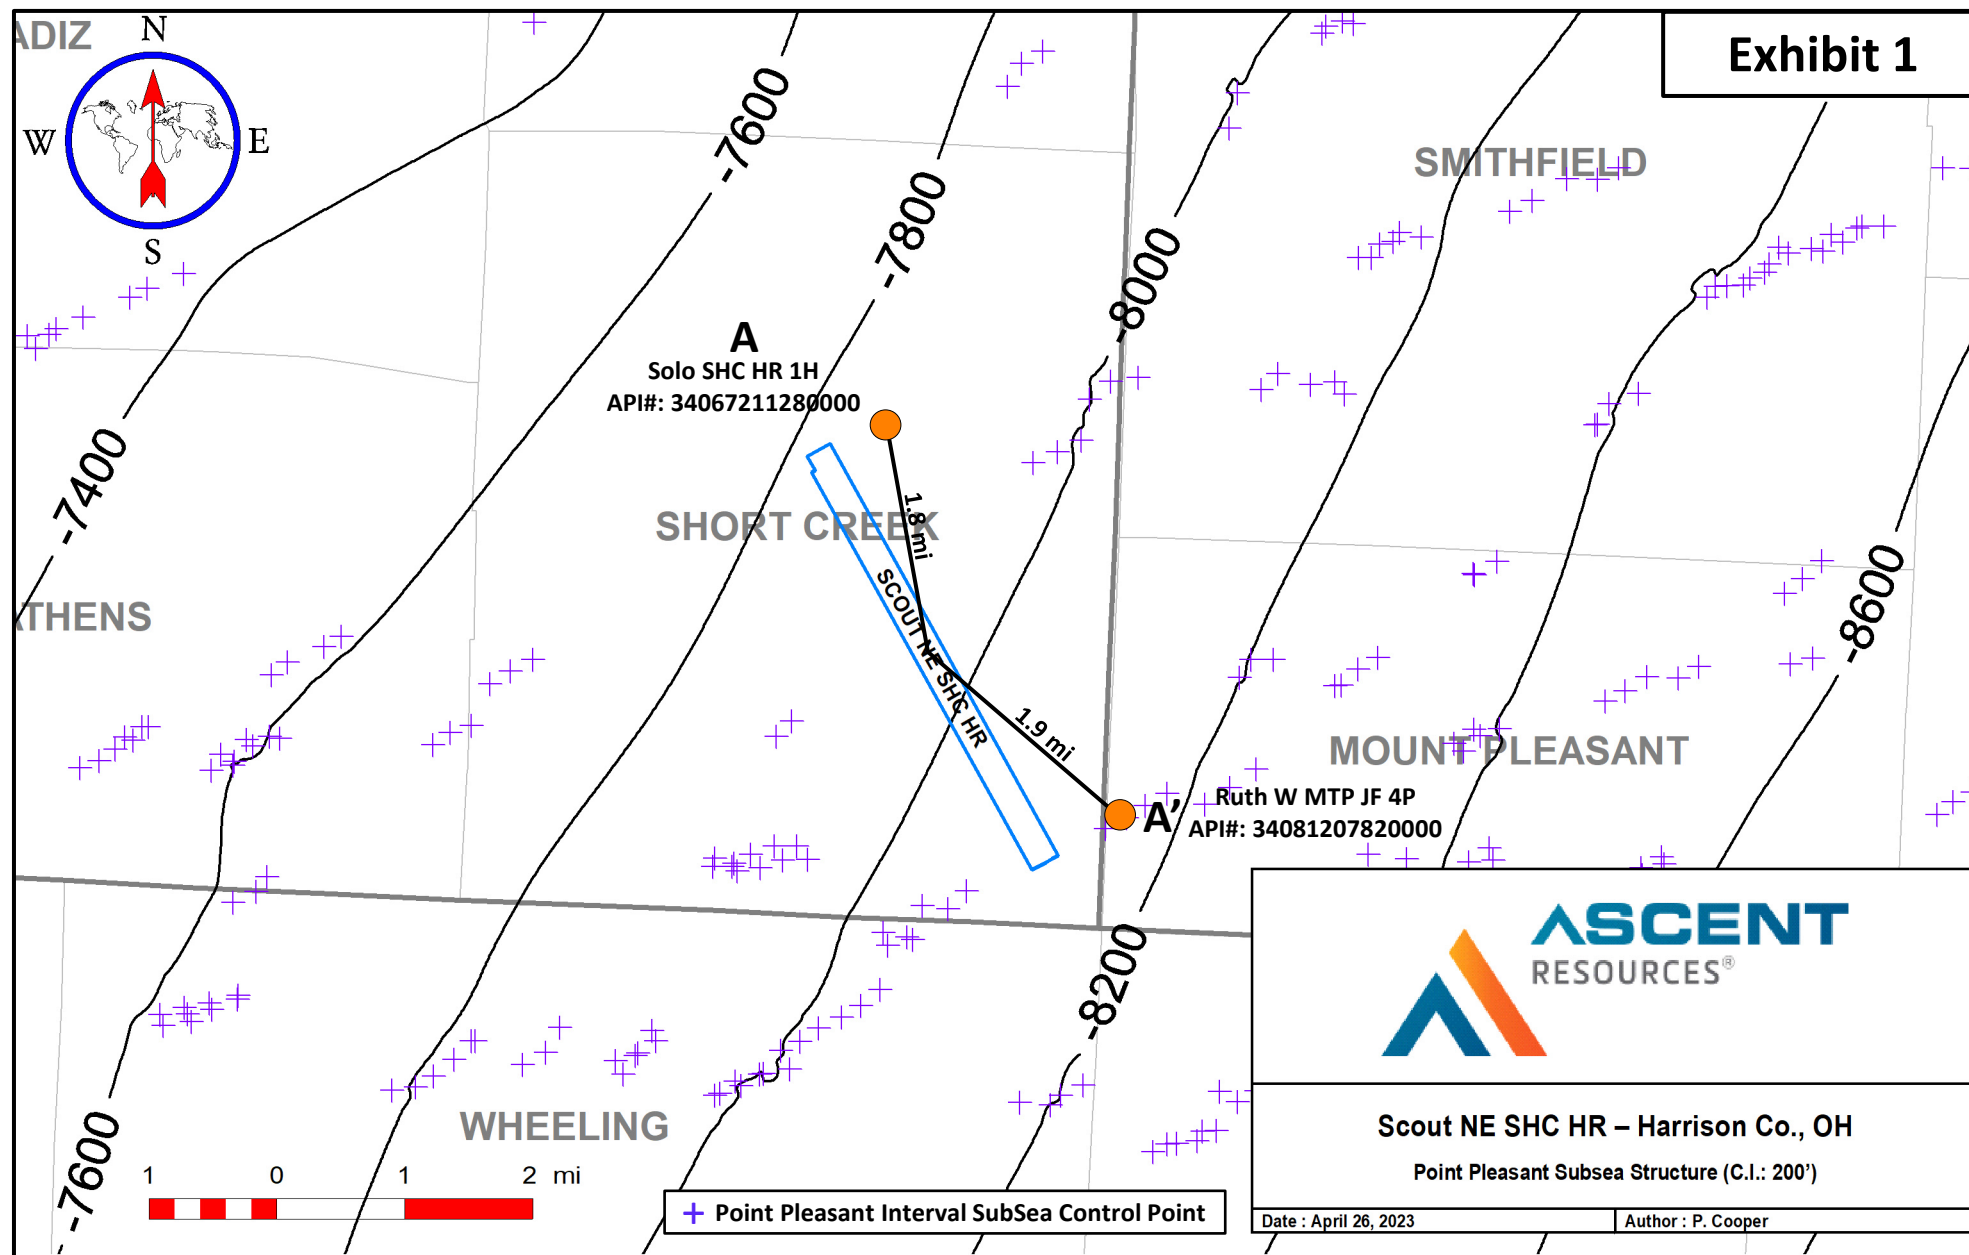 Exhibit 1
ADIZ
N
W
E
S
-7600
-7800
-8000
SMITHFIELD
A
Solo SHC HR 1H
API#: 34067211280000
-7400
SHORT CREEK
1.8 mi
SCOUT NE SHC HR
1.9 mi
THENS
-8600
MOUNT PLEASANT
A'
Ruth W MTP JF 4P
API#: 34081207820000
-8200
-7600
WHEELING
1 0 1 2 mi
Point Pleasant Interval SubSea Control Point
ASCENT
RESOURCES®
Scout NE SHC HR – Harrison Co., OH
Point Pleasant Subsea Structure (C.I.: 200')
Date : April 26, 2023
Author : P. Cooper